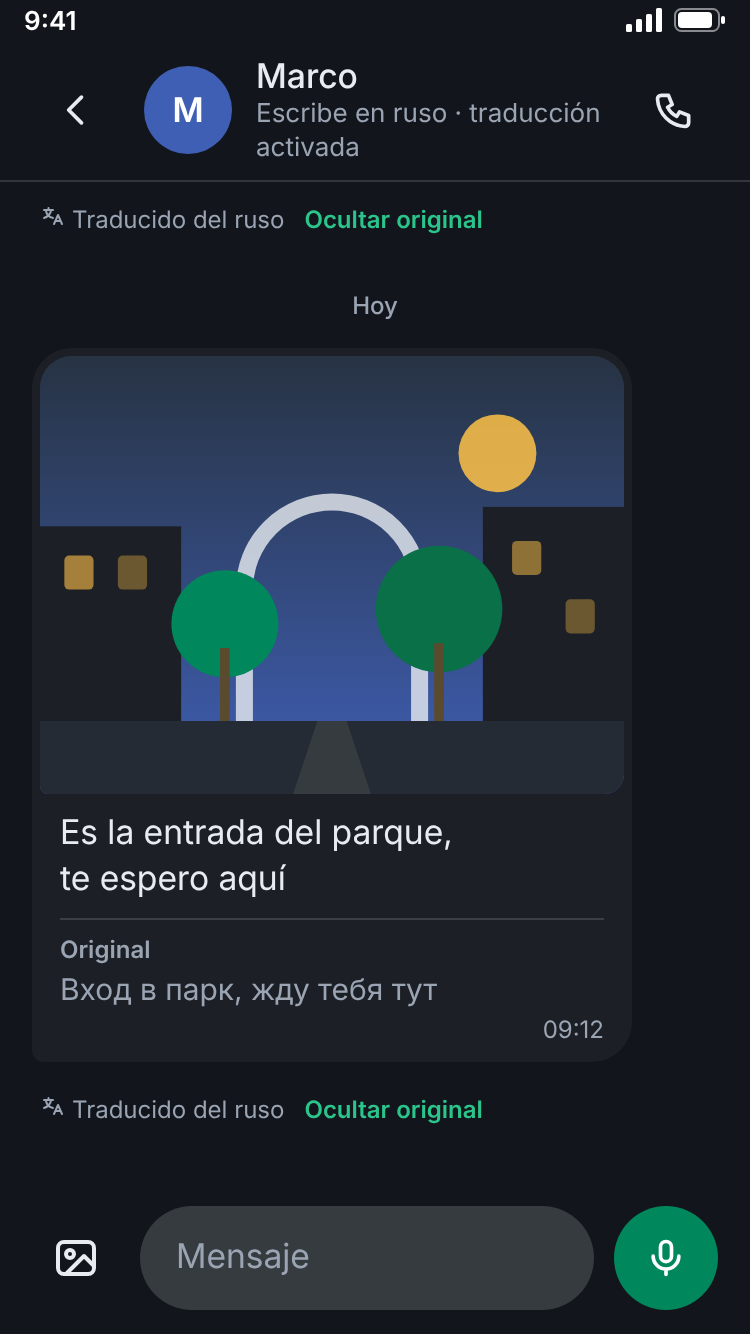 9:41
M
Marco
Escribe en ruso · traducción
activada
Traducido del ruso Ocultar original
Hoy
Es la entrada del parque,
te espero aquí
Original
Вход в парк, жду тебя тут
09:12
Traducido del ruso Ocultar original
Mensaje